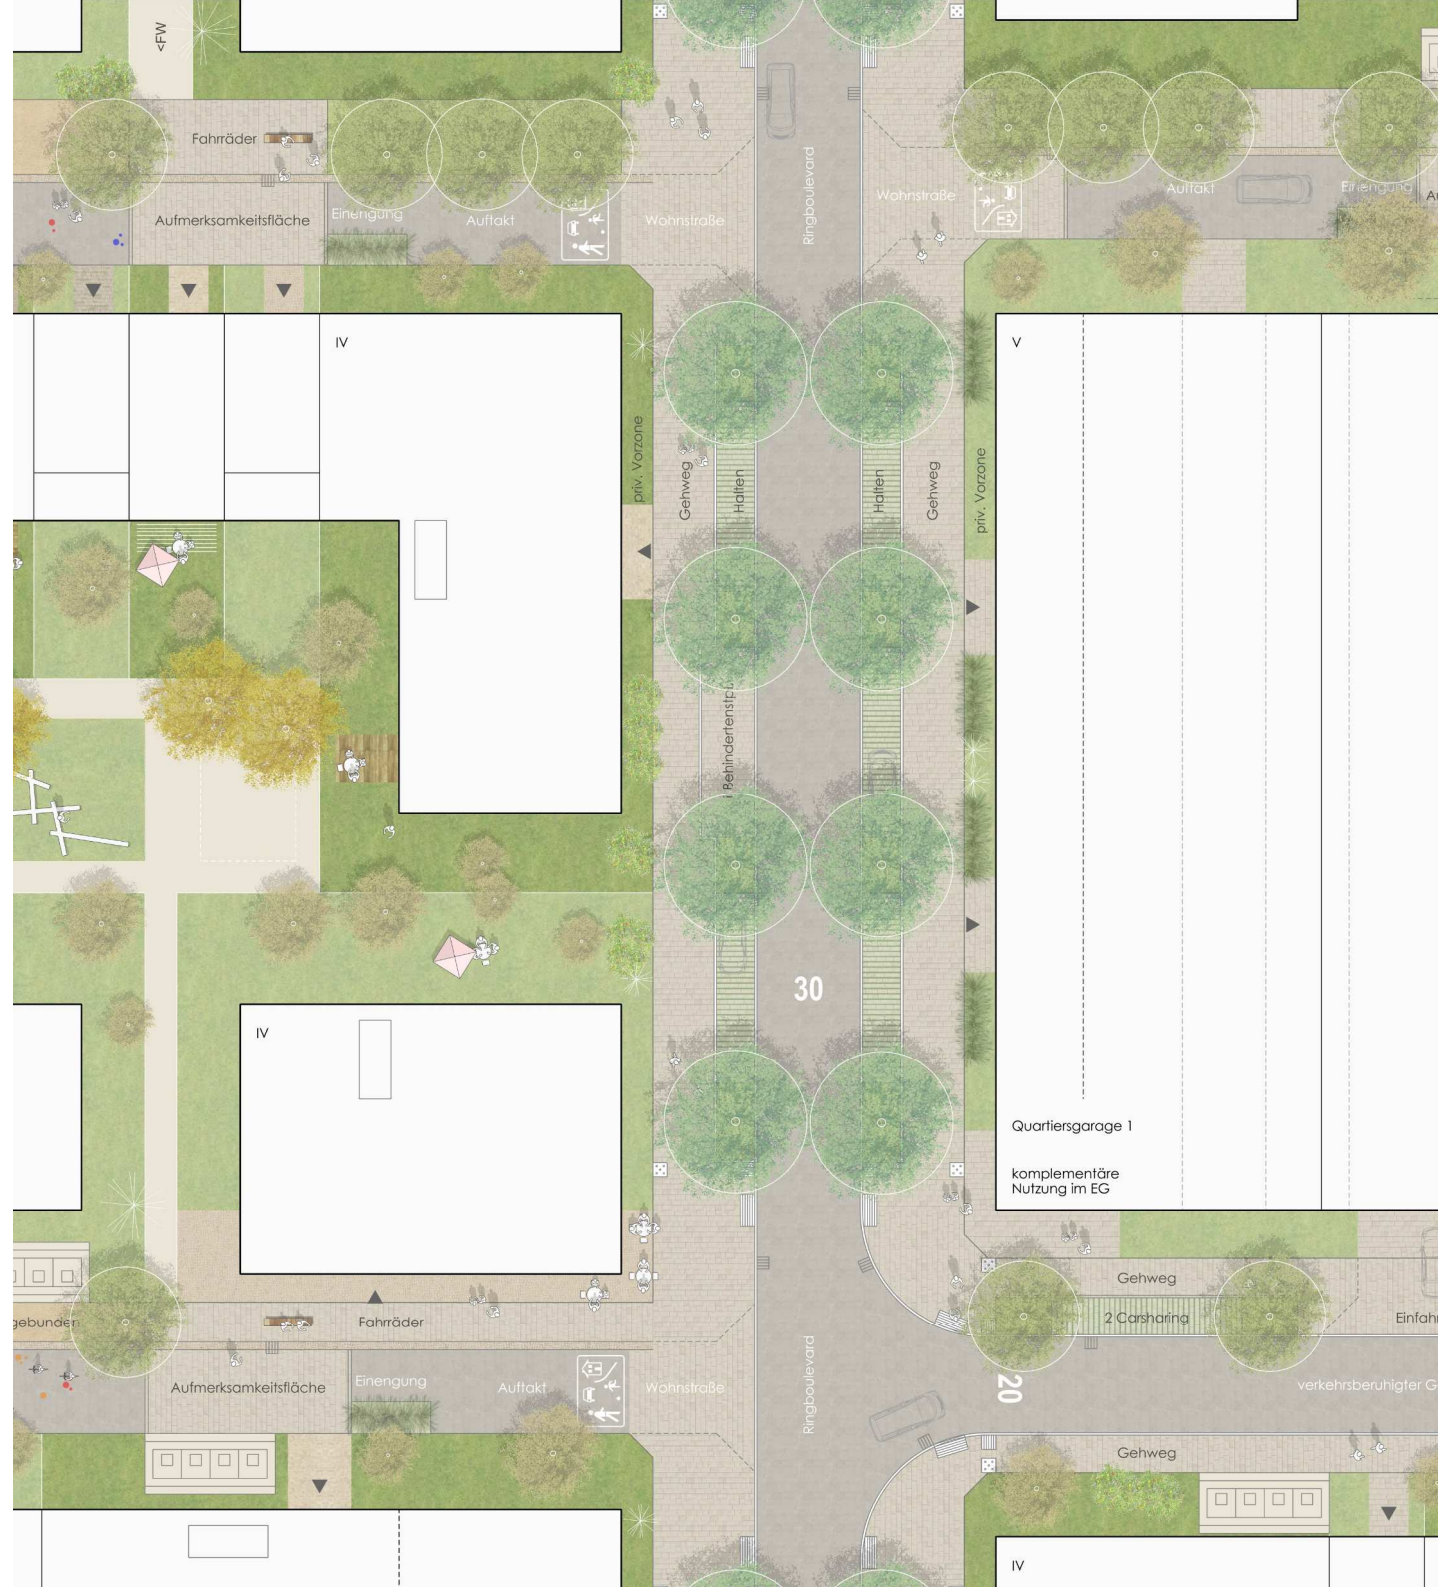 <FW
Fahrräder
Aufmerksamkeitsfläche
Einengung
Auftakt
Wohnstraße
Ringboulevard
Wohnstraße
Auftakt
Einengung
IV
V
priv. Vorzone
Gehweg
Halten
Halten
Gehweg
priv. Vorzone
30
IV
Quartiersgarage 1
komplementäre
Nutzung im EG
Gehweg
2 Carsharing
Fahrräder
Aufmerksamkeitsfläche
Einengung
Auftakt
Wohnstraße
Ringboulevard
20
verkehrsberuhigter G
Gehweg
IV